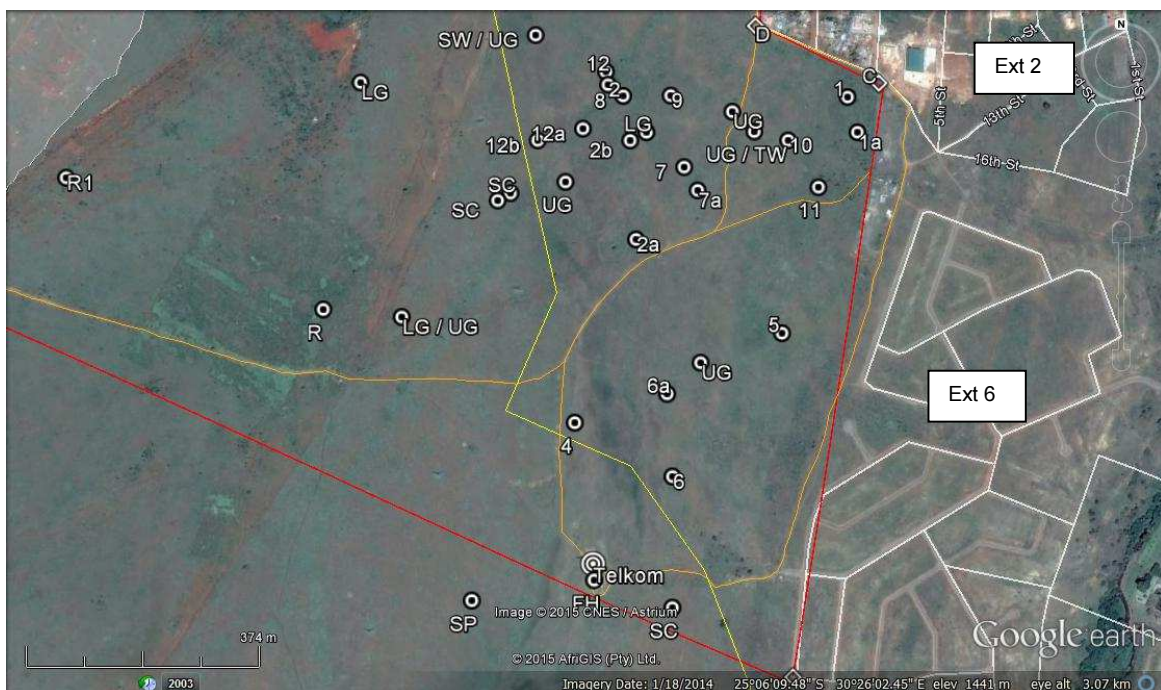 D
N
SW / UG
Ext 2
12
C
1
1st St
LG
8
2
9
5th St
13th St
UG
12b
12a
2b
LG
UG / TW
10
1a
16th St
R1
7
SC
SC
UG
7a
11
2a
R
LG / UG
5
UG
6a
Ext 6
4
6
Telkom
FH
SP
SC
Image © 2015 CNES / Astrium
374 m
Google earth
© 2015 AfriGIS (Pty) Ltd.
2003
Imagery Date: 1/18/2014 25°06'09.48" S 30°26'02.45" E elev 1441 m eye alt 3.07 km